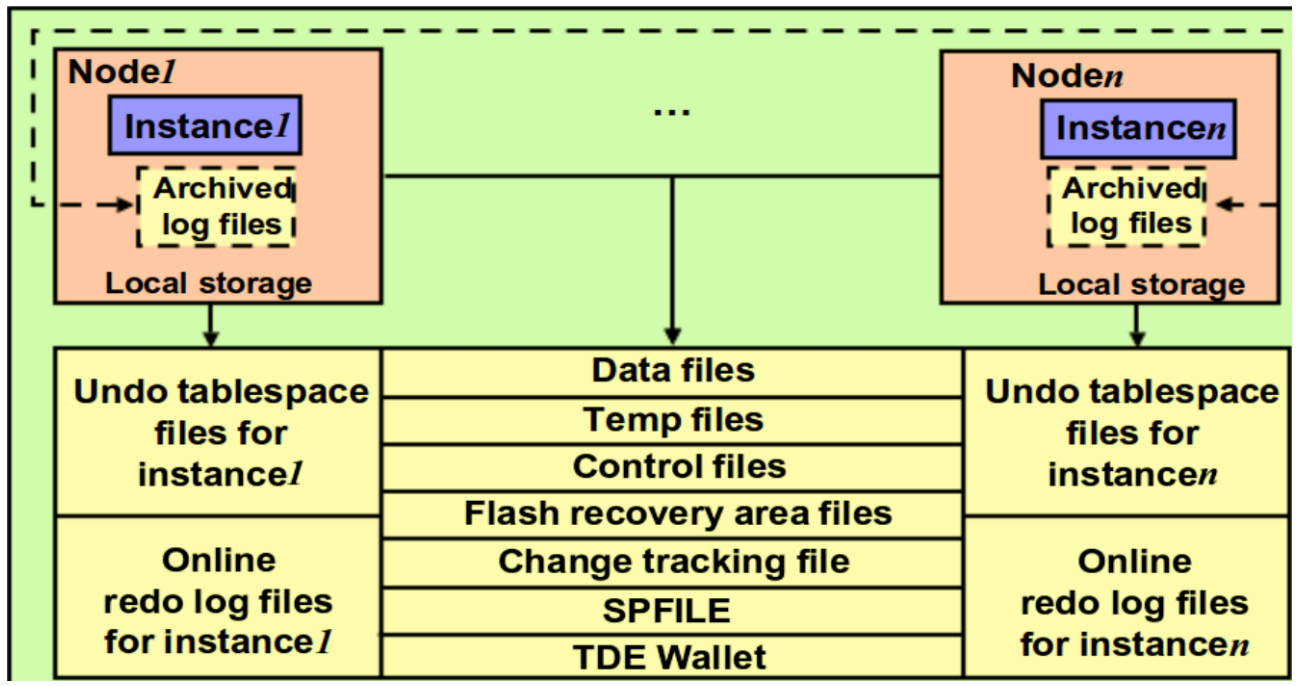 Node1
Instance1
Archived
log files
Local storage
...
Noden
Instancen
Archived
log files
Local storage
Undo tablespace
files for
instance1
Online
redo log files
for instance1
Data files
Temp files
Control files
Flash recovery area files
Change tracking file
SPFILE
TDE Wallet
Undo tablespace
files for
instancen
Online
redo log files
for instancen